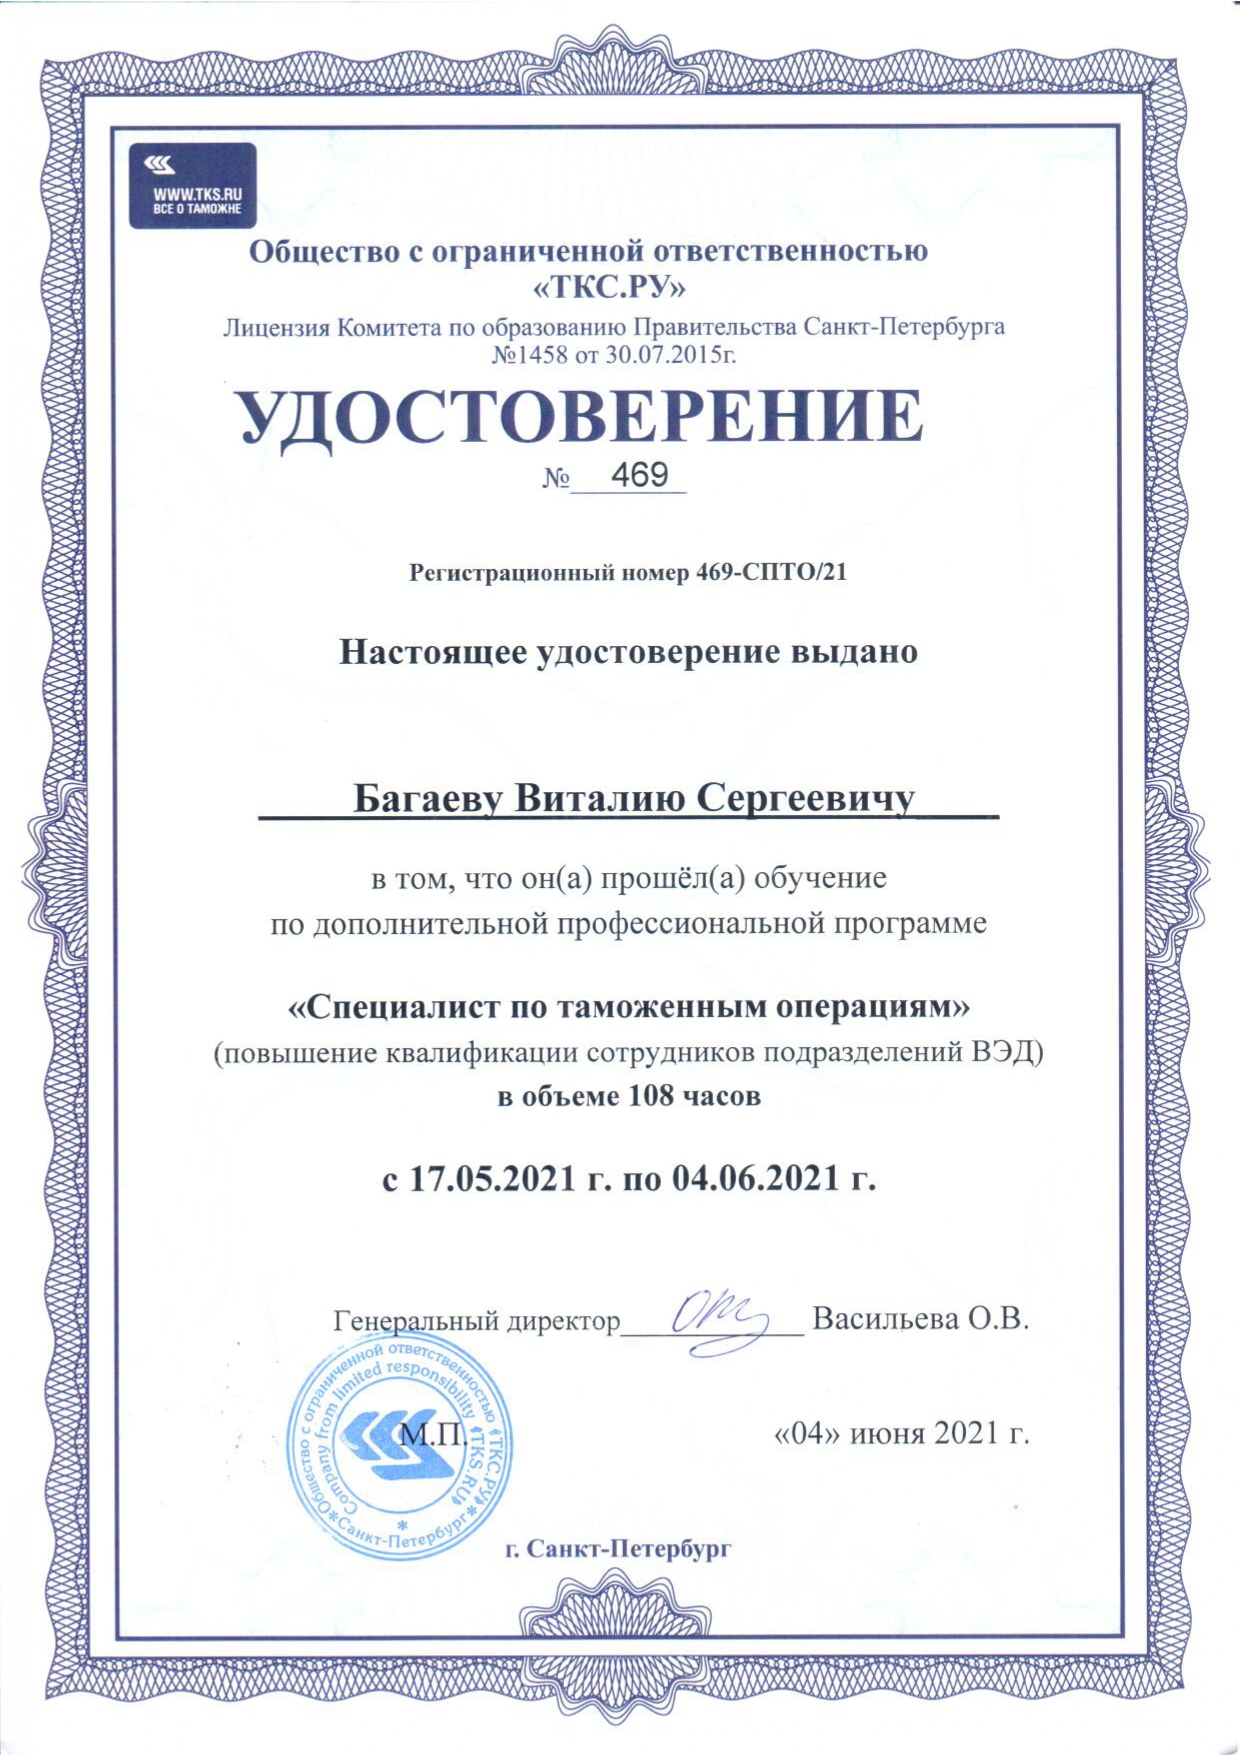 WWW.TKS.RU
ВСЕ О ТАМОЖНЕ
Общество с ограниченной ответственностью
«ТКС.РУ»
Лицензия Комитета по образованию Правительства Санкт-Петербурга
№1458 от 30.07.2015г.
УДОСТОВЕРЕНИЕ
№ 469
Регистрационный номер 469-СПТО/21
Настоящее удостоверение выдано
Багаеву Виталию Сергеевичу
в том, что он(а) прошёл(а) обучение
по дополнительной профессиональной программе
«Специалист по таможенным операциям»
(повышение квалификации сотрудников подразделений ВЭД)
в объеме 108 часов
с 17.05.2021 г. по 04.06.2021 г.
Генеральный директор Васильева О.В.
Общество с ограниченной ответственностью «ТКС.РУ»
Company from limited responsibility «TKS.RU»
*Санкт-Петербург*
М.П.
«04» июня 2021 г.
г. Санкт-Петербург